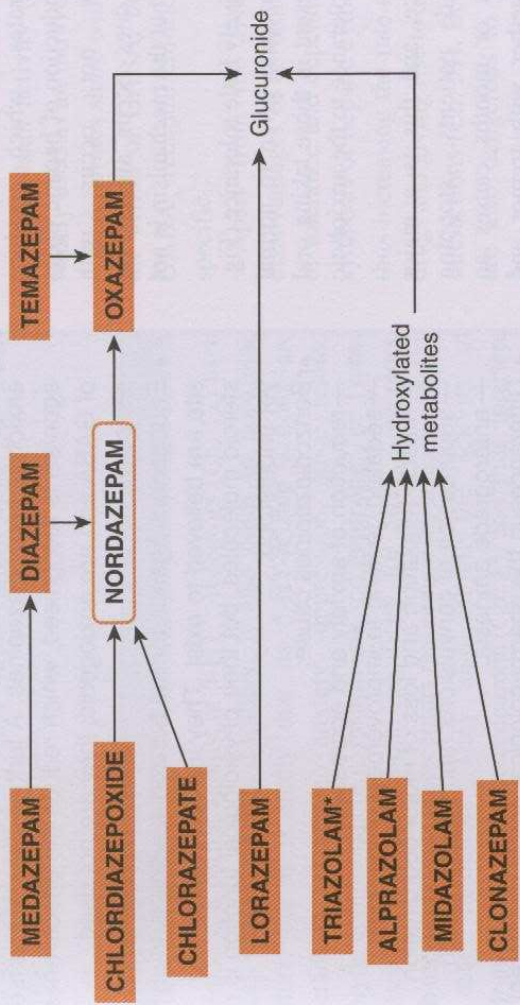 MEDAZEPAM
DIAZEPAM
TEMAZEPAM
CHLORDIAZEPOXIDE
NORDAZEPAM
OXAZEPAM
CHLORAZEPATE
LORAZEPAM
Glucuronide
TRIAZOLAM*
ALPRAZOLAM
MIDAZOLAM
CLONAZEPAM
Hydroxylated
metabolites